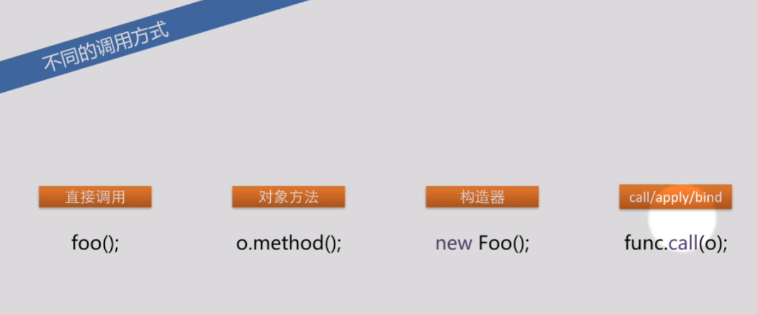 不同的调用方式
直接调用
对象方法
构造器
call/apply/bind
foo();
o.method();
new Foo();
func.call(o);